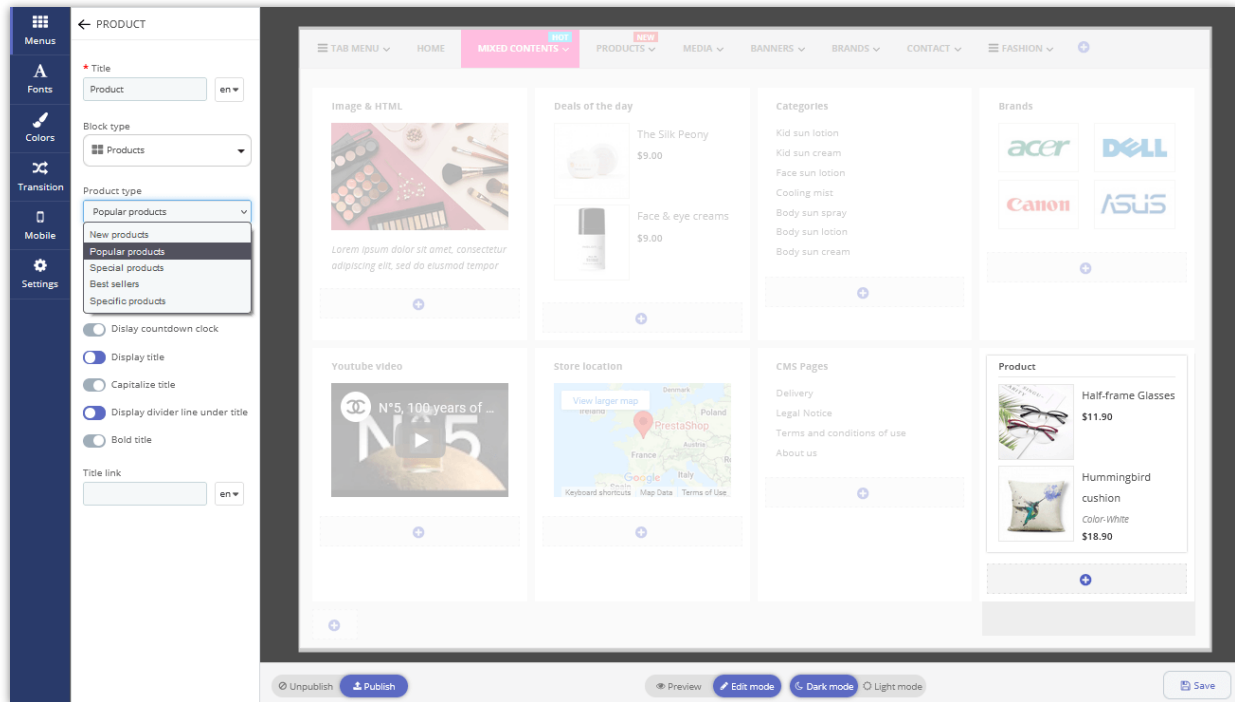 Menus
Fonts
Colors
Transition
Mobile
Settings
PRODUCT
* Title
Product
en
Block type
Products
Product type
Popular products
New products
Popular products
Special products
Best sellers
Specific products
Dislay countdown clock
Display title
Capitalize title
Display divider line under title
Bold title
Title link
en
HOT
NEW
TAB MENU HOME MIXED CONTENTS PRODUCTS MEDIA BANNERS BRANDS CONTACT FASHION
Image & HTML
Lorem ipsum dolor sit amet, consectetur
adipiscing elit, sed do eiusmod tempor
Deals of the day
The Silk Peony
$9.00
Face & eye creams
$9.00
Categories
Kid sun lotion
Kid sun cream
Face sun lotion
Cooling mist
Body sun spray
Body sun lotion
Body sun cream
Brands
acer
DELL
Canon
ASUS
Youtube video
N°5, 100 years of ...
N°5
Store location
View larger map
Denmark
Ireland
Poland
PrestaShop
Austria
France
Google
Italy
Spain
Keyboard shortcuts Map Data Terms of Use
CMS Pages
Delivery
Legal Notice
Terms and conditions of use
About us
Product
Half-frame Glasses
$11.90
Hummingbird
cushion
Color-White
$18.90
Unpublish Publish Preview Edit mode Dark mode Light mode Save